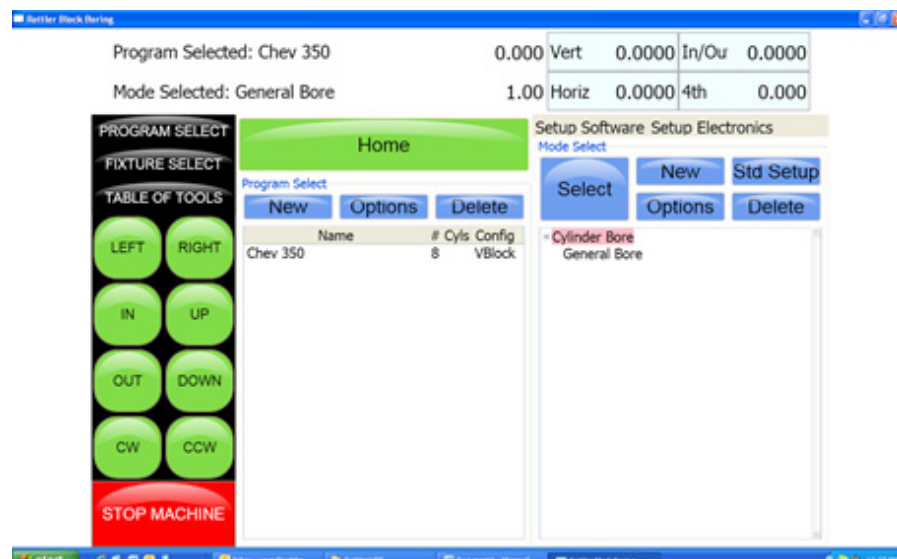 Rottler Block Boring
Program Selected: Chev 350 0.000 Vert 0.0000 In/Ou 0.0000
Mode Selected: General Bore 1.00 Horiz 0.0000 4th 0.000
PROGRAM SELECT
FIXTURE SELECT
TABLE OF TOOLS
LEFT RIGHT
IN UP
OUT DOWN
CW CCW
STOP MACHINE
Home
Program Select
New Options Delete
Name # Cyls Config
Chev 350 8 VBlock
Setup Software Setup Electronics
Mode Select
Select New Std Setup
Options Delete
Cylinder Bore
General Bore